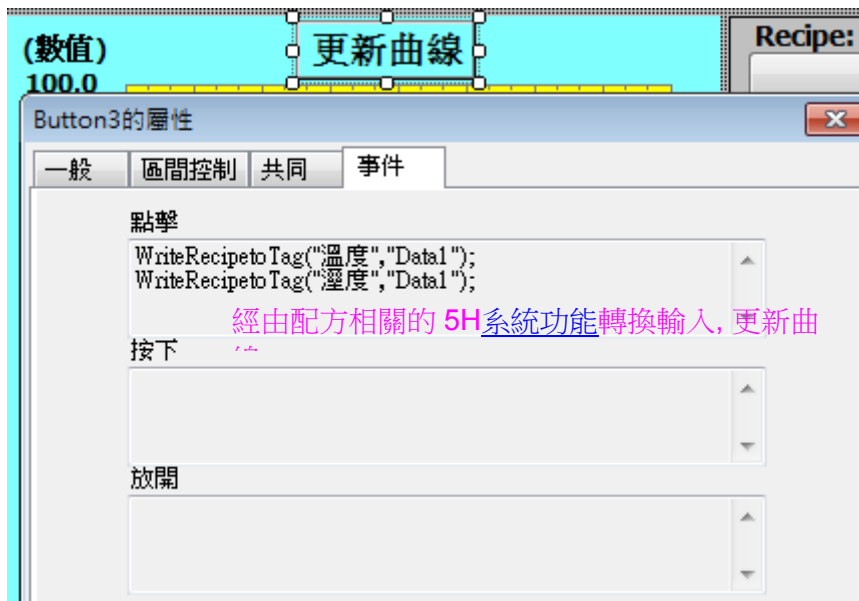 (數值)
更新曲線
Recipe:
100.0
Button3的屬性
一般
區間控制
共同
事件
點擊
WriteRecipetoTag("溫度","Data1");
WriteRecipetoTag("溼度","Data1");
經由配方相關的 5H系統功能轉換輸入, 更新曲
按下
放開